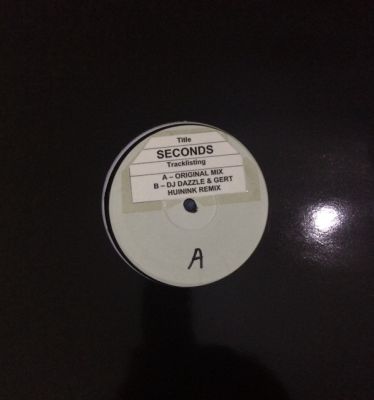 Title
SECONDS
Tracklisting
A – ORIGINAL MIX
B – DJ DAZZLE & GERT
HUININK REMIX
A